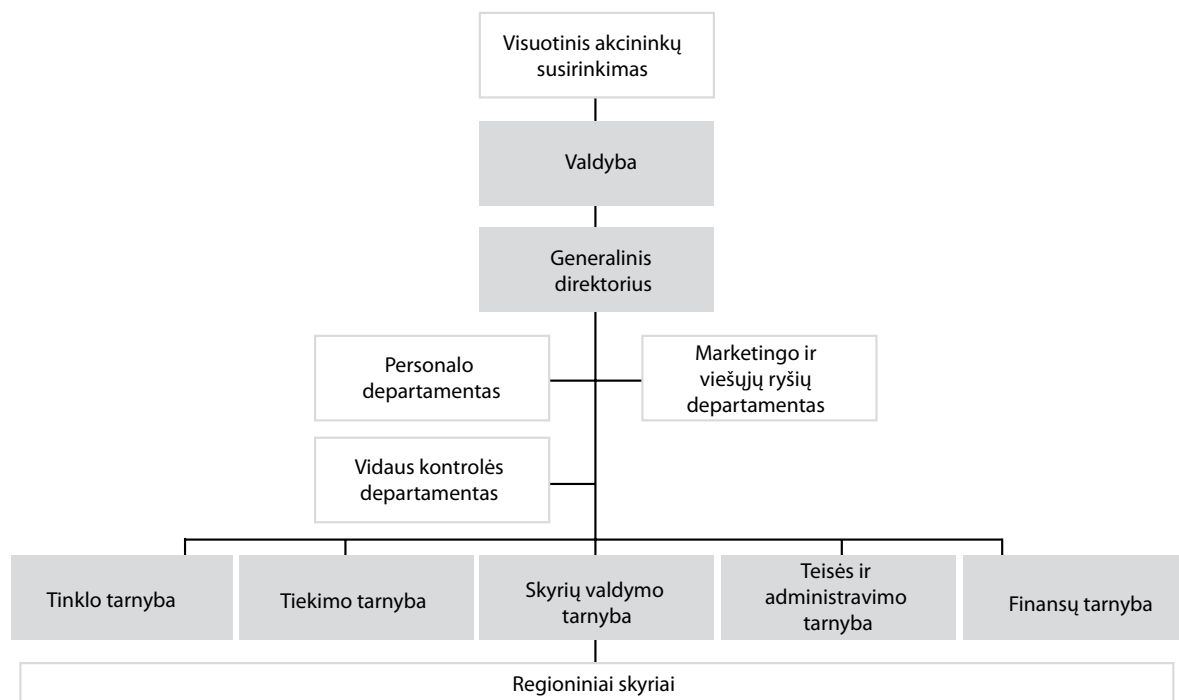 Visuotinis akcininkų
susirinkimas
Valdyba
Generalinis
direktorius
Personalo
departamentas
Marketingo ir
viešųjų ryšių
departamentas
Vidaus kontrolės
departamentas
Tinklo tarnyba
Tiekimo tarnyba
Skyrių valdymo
tarnyba
Teisės ir
administravimo
tarnyba
Finansų tarnyba
Regioniniai skyriai